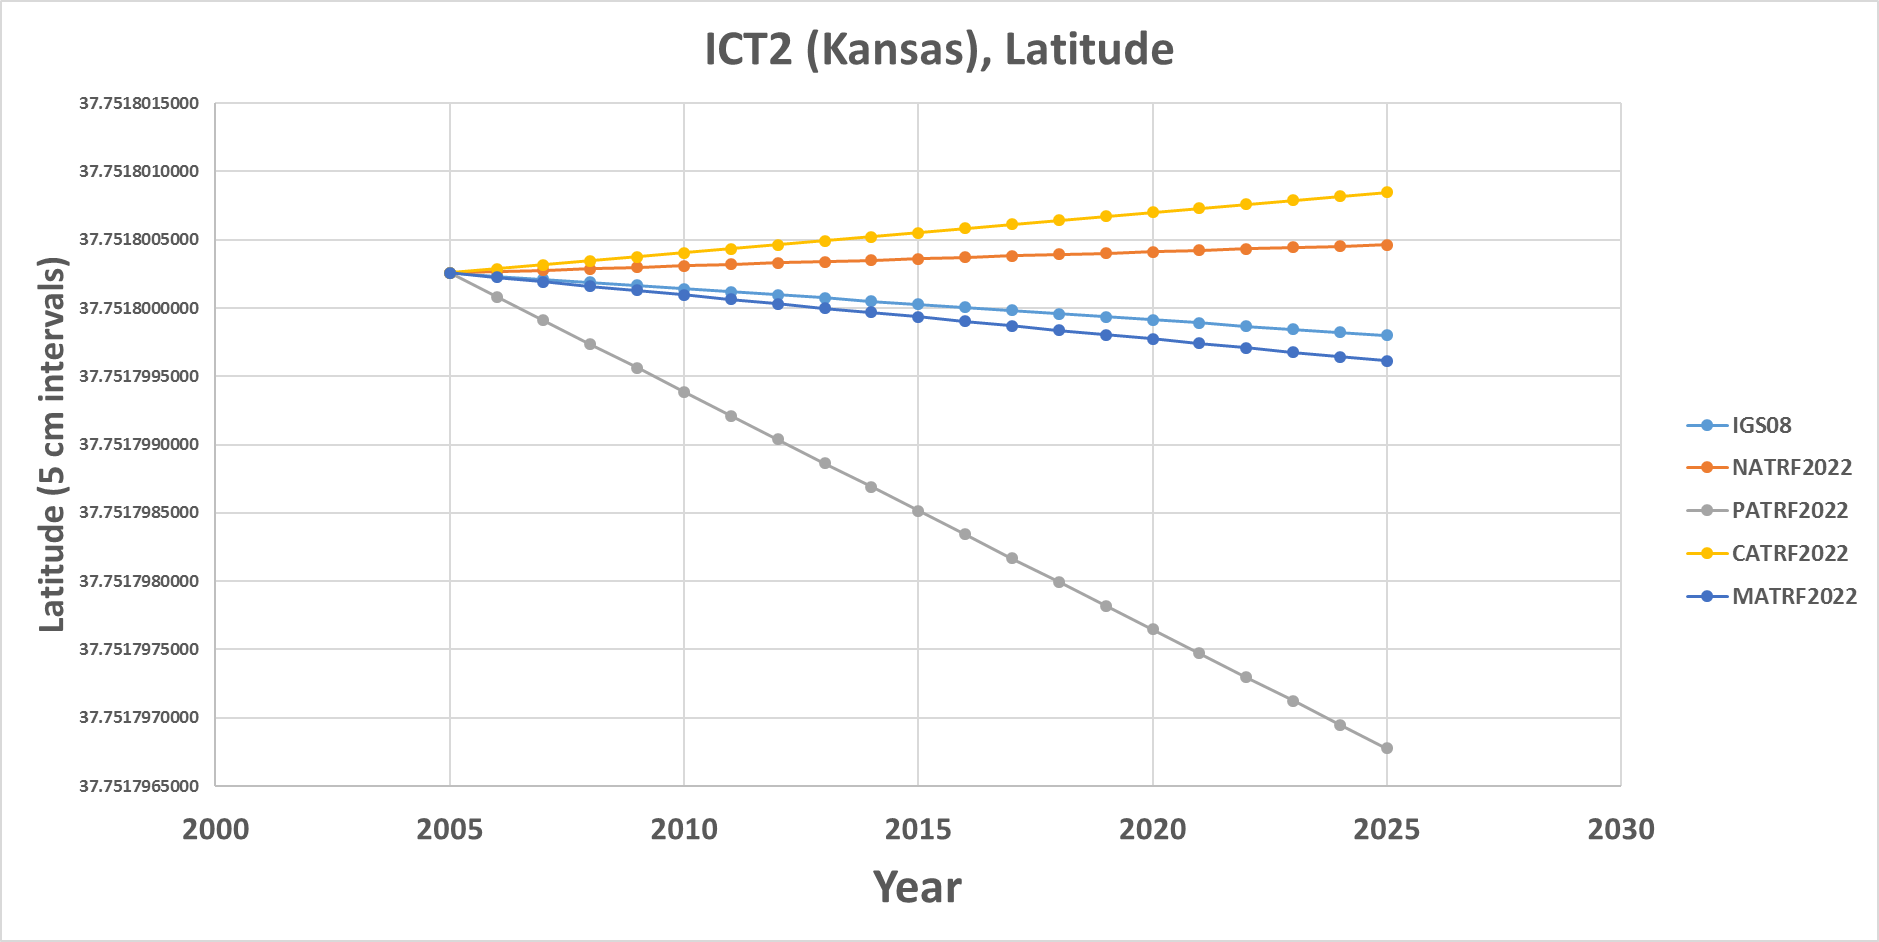 ICT2 (Kansas), Latitude
37.7518015000
37.7518010000
37.7518005000
37.7518000000
37.7517995000
37.7517990000
37.7517985000
37.7517980000
37.7517975000
37.7517970000
37.7517965000
Latitude (5 cm intervals)
2000 2005 2010 2015 2020 2025 2030
Year
IGS08
NATRF2022
PATRF2022
CATRF2022
MATRF2022